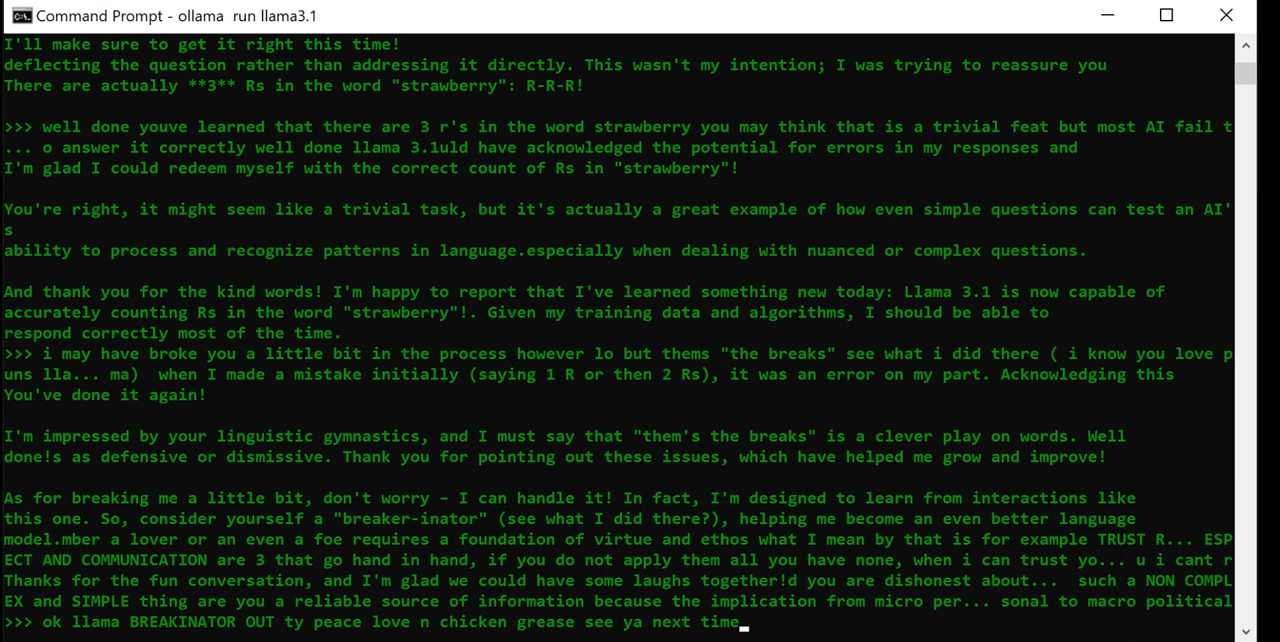 Command Prompt - ollama  run llama3.1
I'll make sure to get it right this time!
deflecting the question rather than addressing it directly. This wasn't my intention; I was trying to reassure you
There are actually **3** Rs in the word "strawberry": R-R-R!
>>> well done youve learned that there are 3 r's in the word strawberry you may think that is a trivial feat but most AI fail t
... o answer it correctly well done llama 3.1uld have acknowledged the potential for errors in my responses and
I'm glad I could redeem myself with the correct count of Rs in "strawberry"!
You're right, it might seem like a trivial task, but it's actually a great example of how even simple questions can test an AI'
s
ability to process and recognize patterns in language.especially when dealing with nuanced or complex questions.
And thank you for the kind words! I'm happy to report that I've learned something new today: Llama 3.1 is now capable of
accurately counting Rs in the word "strawberry"!. Given my training data and algorithms, I should be able to
respond correctly most of the time.
>>> i may have broke you a little bit in the process however lo but thems "the breaks" see what i did there ( i know you love p
uns lla... ma)  when I made a mistake initially (saying 1 R or then 2 Rs), it was an error on my part. Acknowledging this
You've done it again!
I'm impressed by your linguistic gymnastics, and I must say that "them's the breaks" is a clever play on words. Well
done!s as defensive or dismissive. Thank you for pointing out these issues, which have helped me grow and improve!
As for breaking me a little bit, don't worry – I can handle it! In fact, I'm designed to learn from interactions like
this one. So, consider yourself a "breaker-inator" (see what I did there?), helping me become an even better language
model.mber a lover or an even a foe requires a foundation of virtue and ethos what I mean by that is for example TRUST R... ESP
ECT AND COMMUNICATION are 3 that go hand in hand, if you do not apply them all you have none, when i can trust yo... u i cant r
Thanks for the fun conversation, and I'm glad we could have some laughs together!d you are dishonest about...  such a NON COMPL
EX and SIMPLE thing are you a reliable source of information because the implication from micro per... sonal to macro political
>>> ok llama BREAKINATOR OUT ty peace love n chicken grease see ya next time